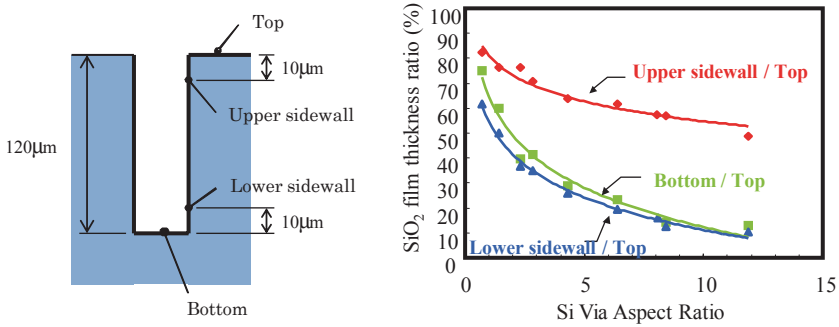 Top
10μm
Upper sidewall
120μm
Lower sidewall
10μm
Bottom
SiO2 film thickness ratio (%)
100
90
80
70
60
50
40
30
20
10
0
Upper sidewall / Top
Bottom / Top
Lower sidewall / Top
0 5 10 15
Si Via Aspect Ratio